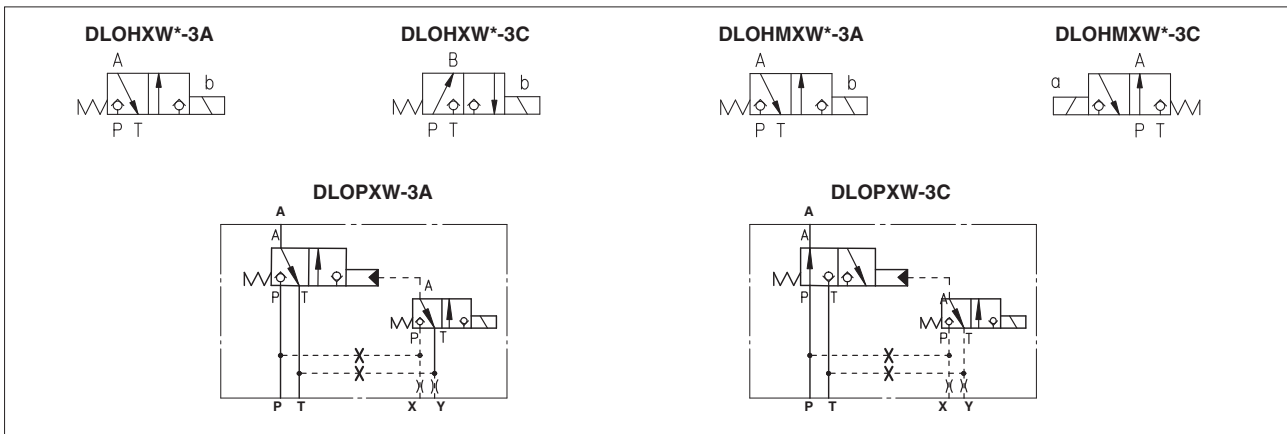 DLOHXW*-3A DLOHXW*-3C DLOHMXW*-3A DLOHMXW*-3C
A B A A
b b b a
P T P T P T P T
DLOPXW-3A DLOPXW-3C
A A
A A
P T P T
A A
P T P T
P T X Y P T X Y